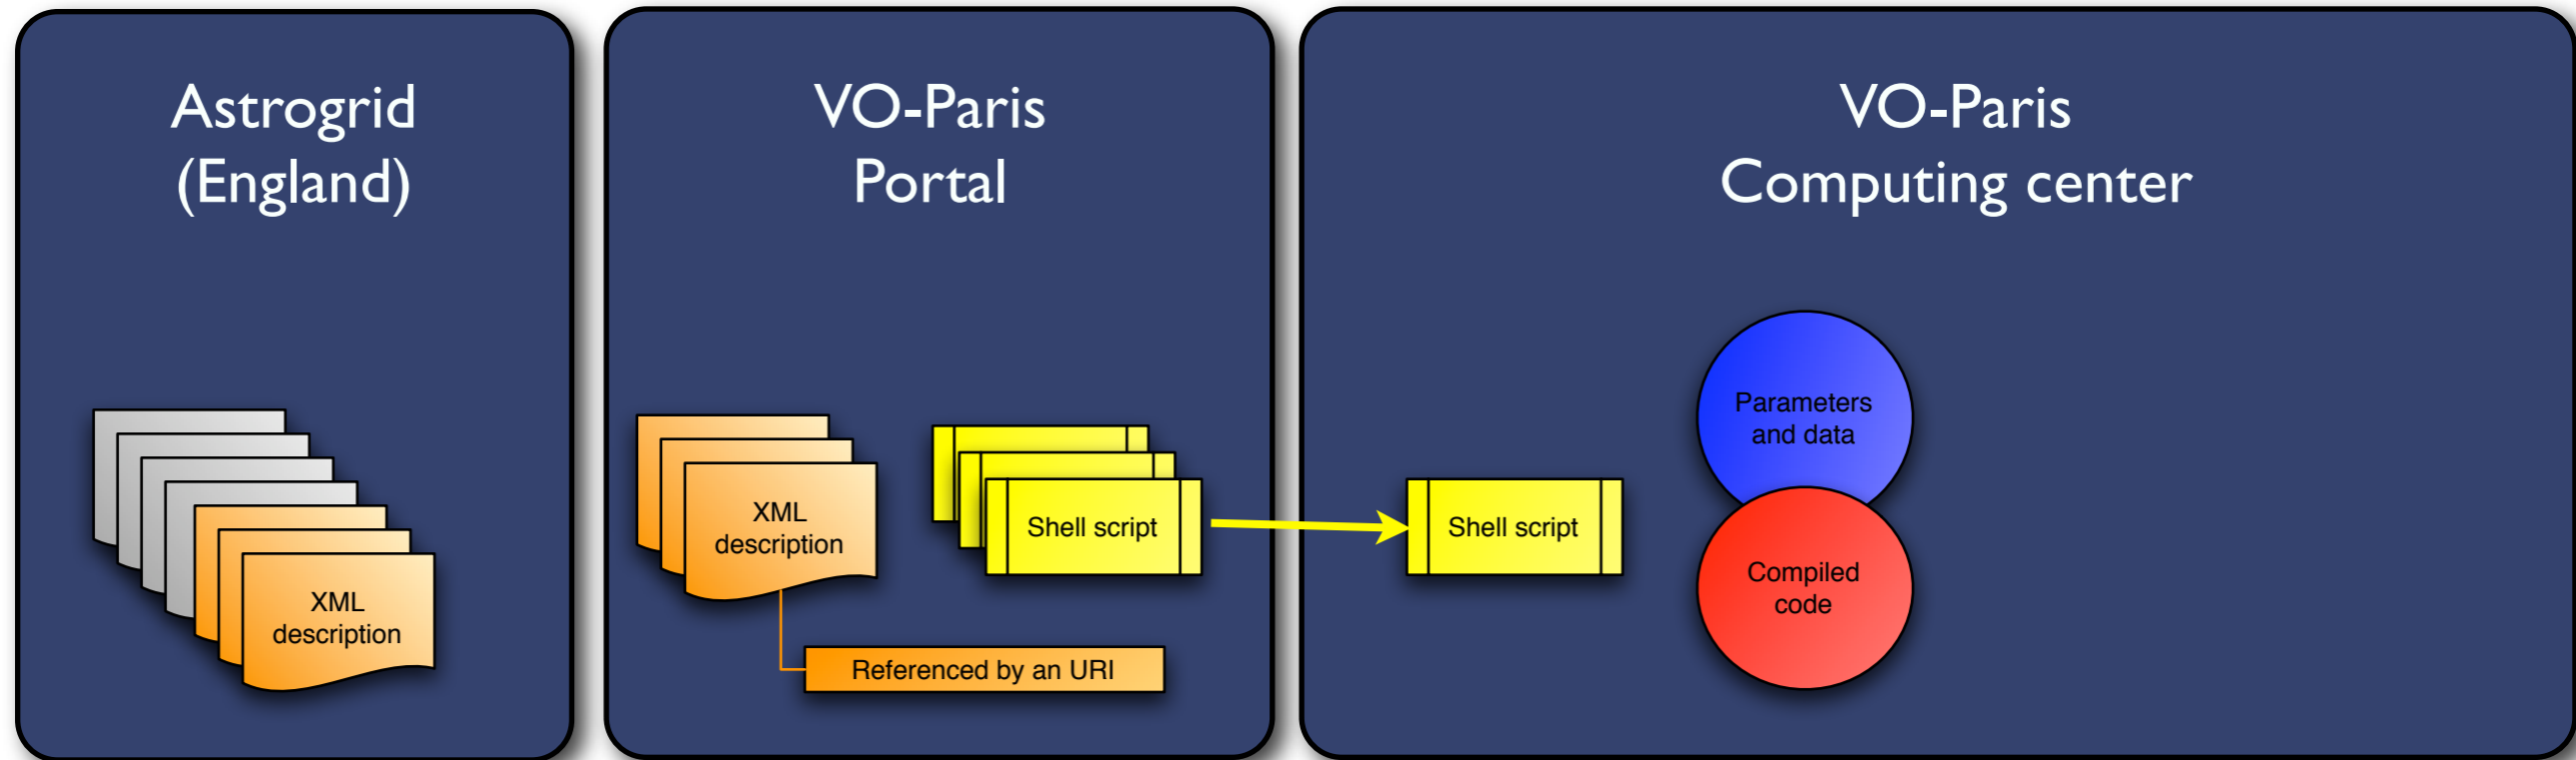 Astrogrid
(England)
VO-Paris
Portal
VO-Paris
Computing center
XML
description
XML
description
Shell script
Referenced by an URI
Shell script
Parameters
and data
Compiled
code